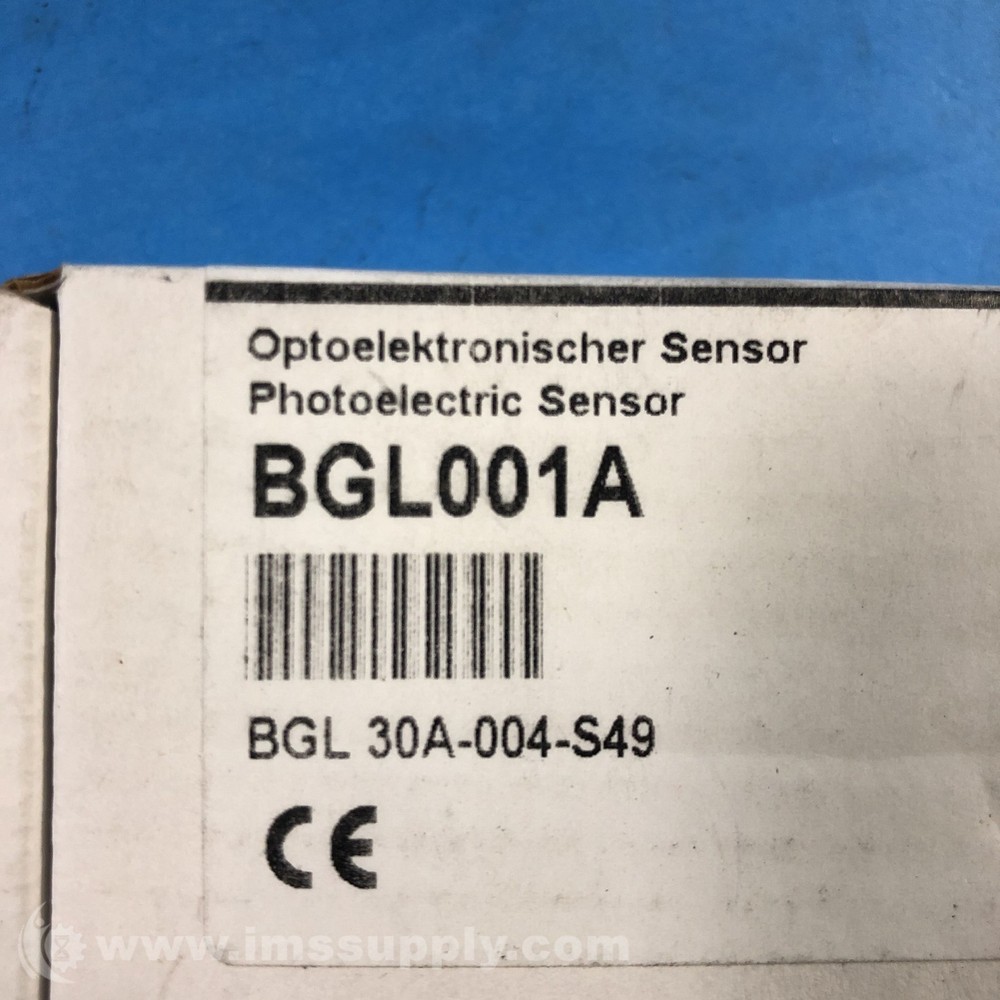 Optoelektronischer Sensor
Photoelectric Sensor
BGL001A
BGL 30A-004-S49
CE
www.imssupply.com